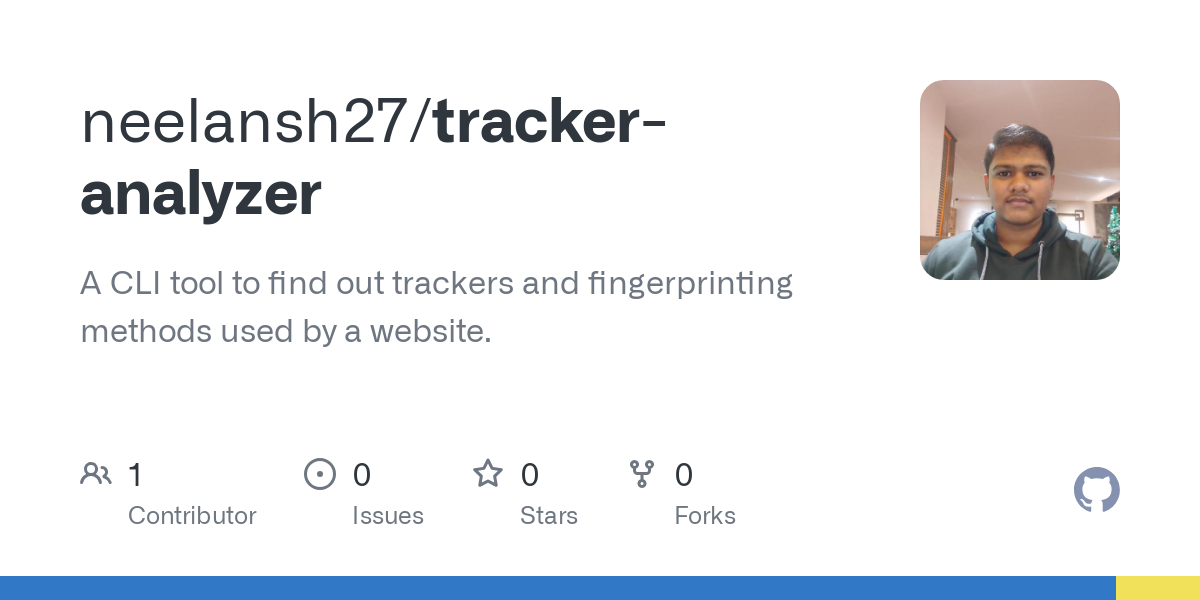 neelansh27/tracker-
analyzer
A CLI tool to find out trackers and fingerprinting
methods used by a website.
1
Contributor
0
Issues
0
Stars
0
Forks